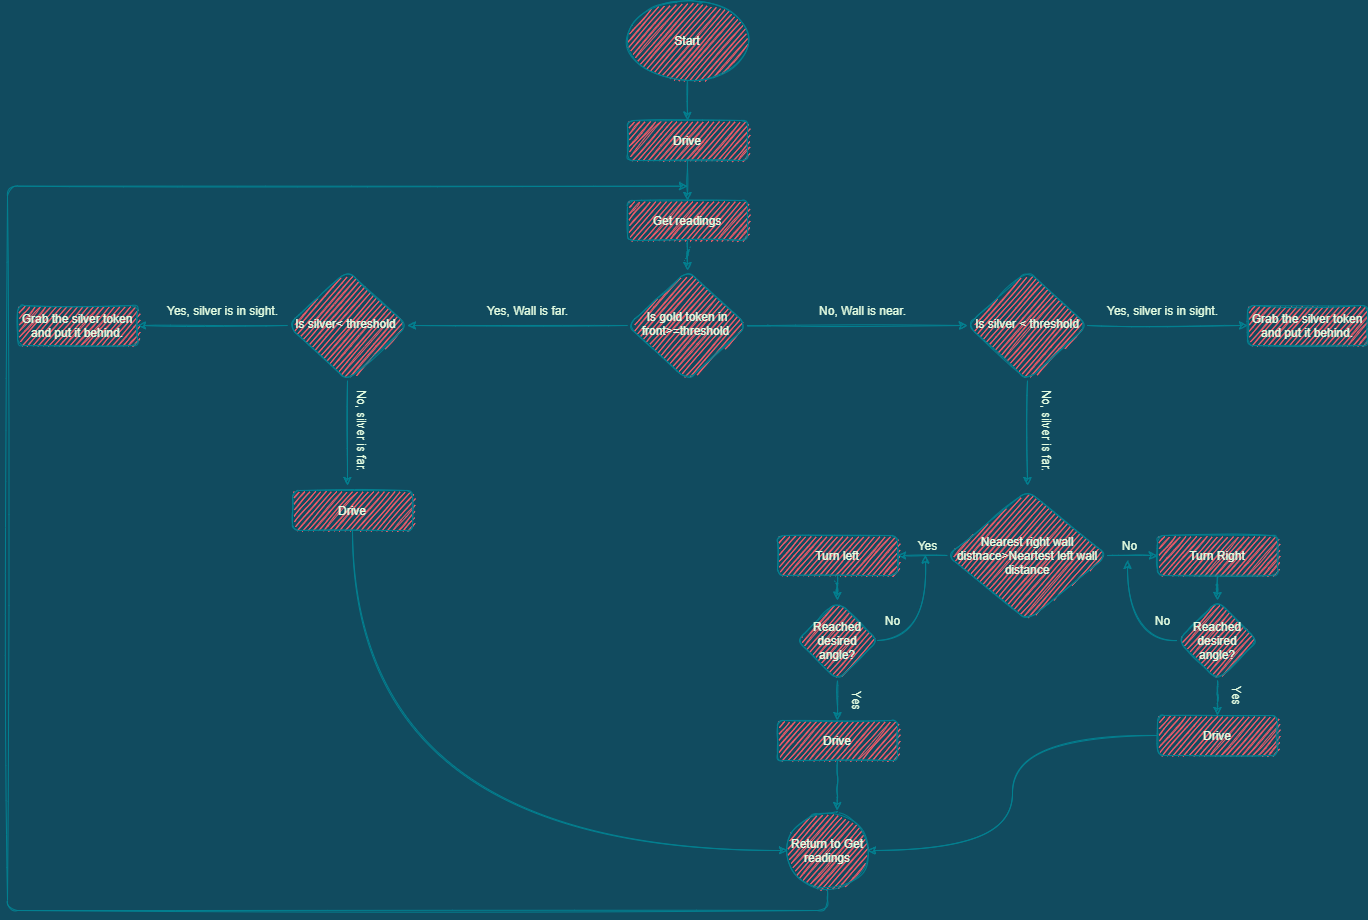 Start
Drive
Get readings
Grab the silver token
and put it behind.
Yes, silver is in sight.
Is silver< threshold
Yes, Wall is far.
Is gold token in
front>=threshold
No, Wall is near.
Is silver < threshold
Yes, silver is in sight.
Grab the silver token
and put it behind.
No, silver is far.
No, silver is far.
Drive
Turn left
Yes
Nearest right wall
distnace>Neartest left wall
distance
No
Turn Right
Reached
desired
angle?
No
No
Reached
desired
angle?
Yes
Yes
Drive
Drive
Return to Get
readings